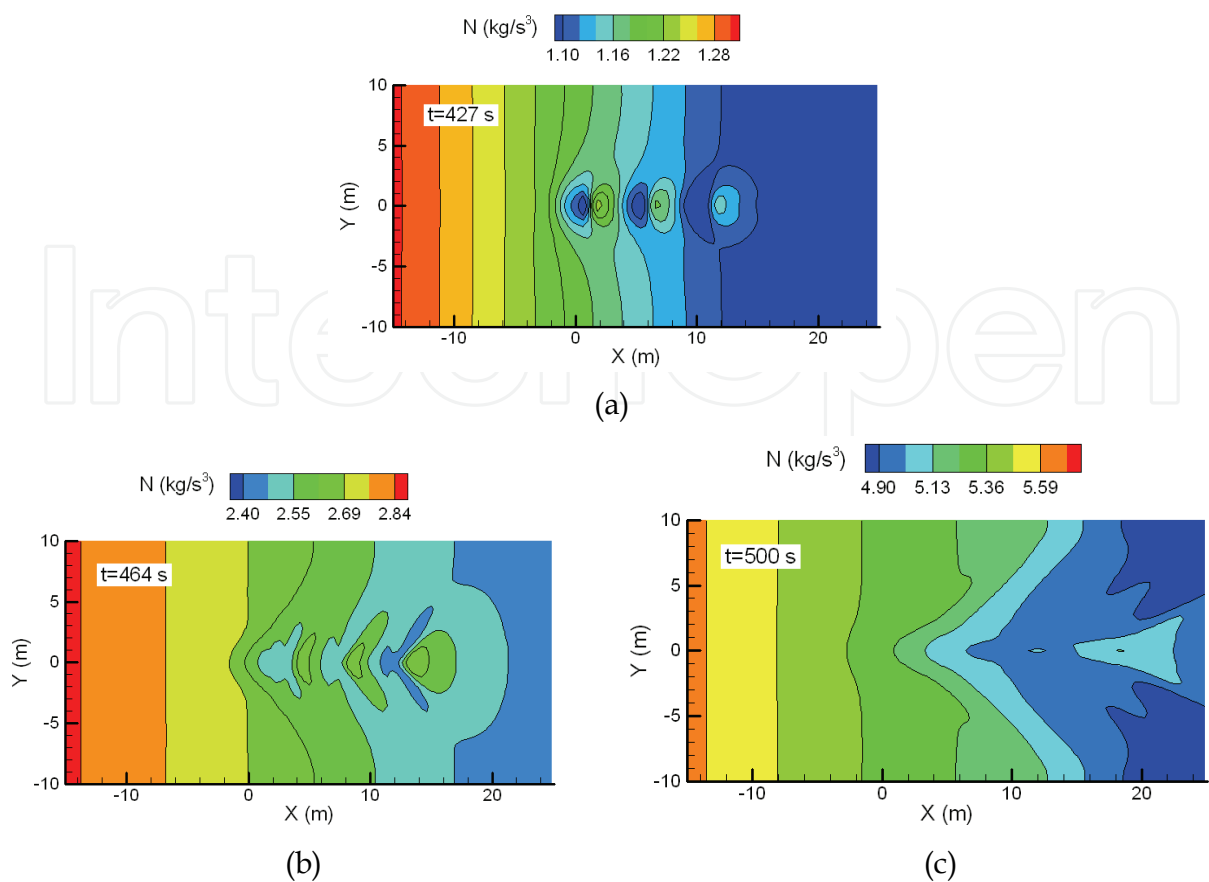 N (kg/s³)
1.10 1.16 1.22 1.28
t=427 s
10
5
0
-5
-10
Y (m)
-10 0 10 20
X (m)
IntechOpen
(a)
N (kg/s³)
2.40 2.55 2.69 2.84
t=464 s
10
5
0
-5
-10
Y (m)
-10 0 10 20
X (m)
(b)
N (kg/s³)
4.90 5.13 5.36 5.59
t=500 s
10
5
0
-5
-10
Y (m)
-10 0 10 20
X (m)
(c)